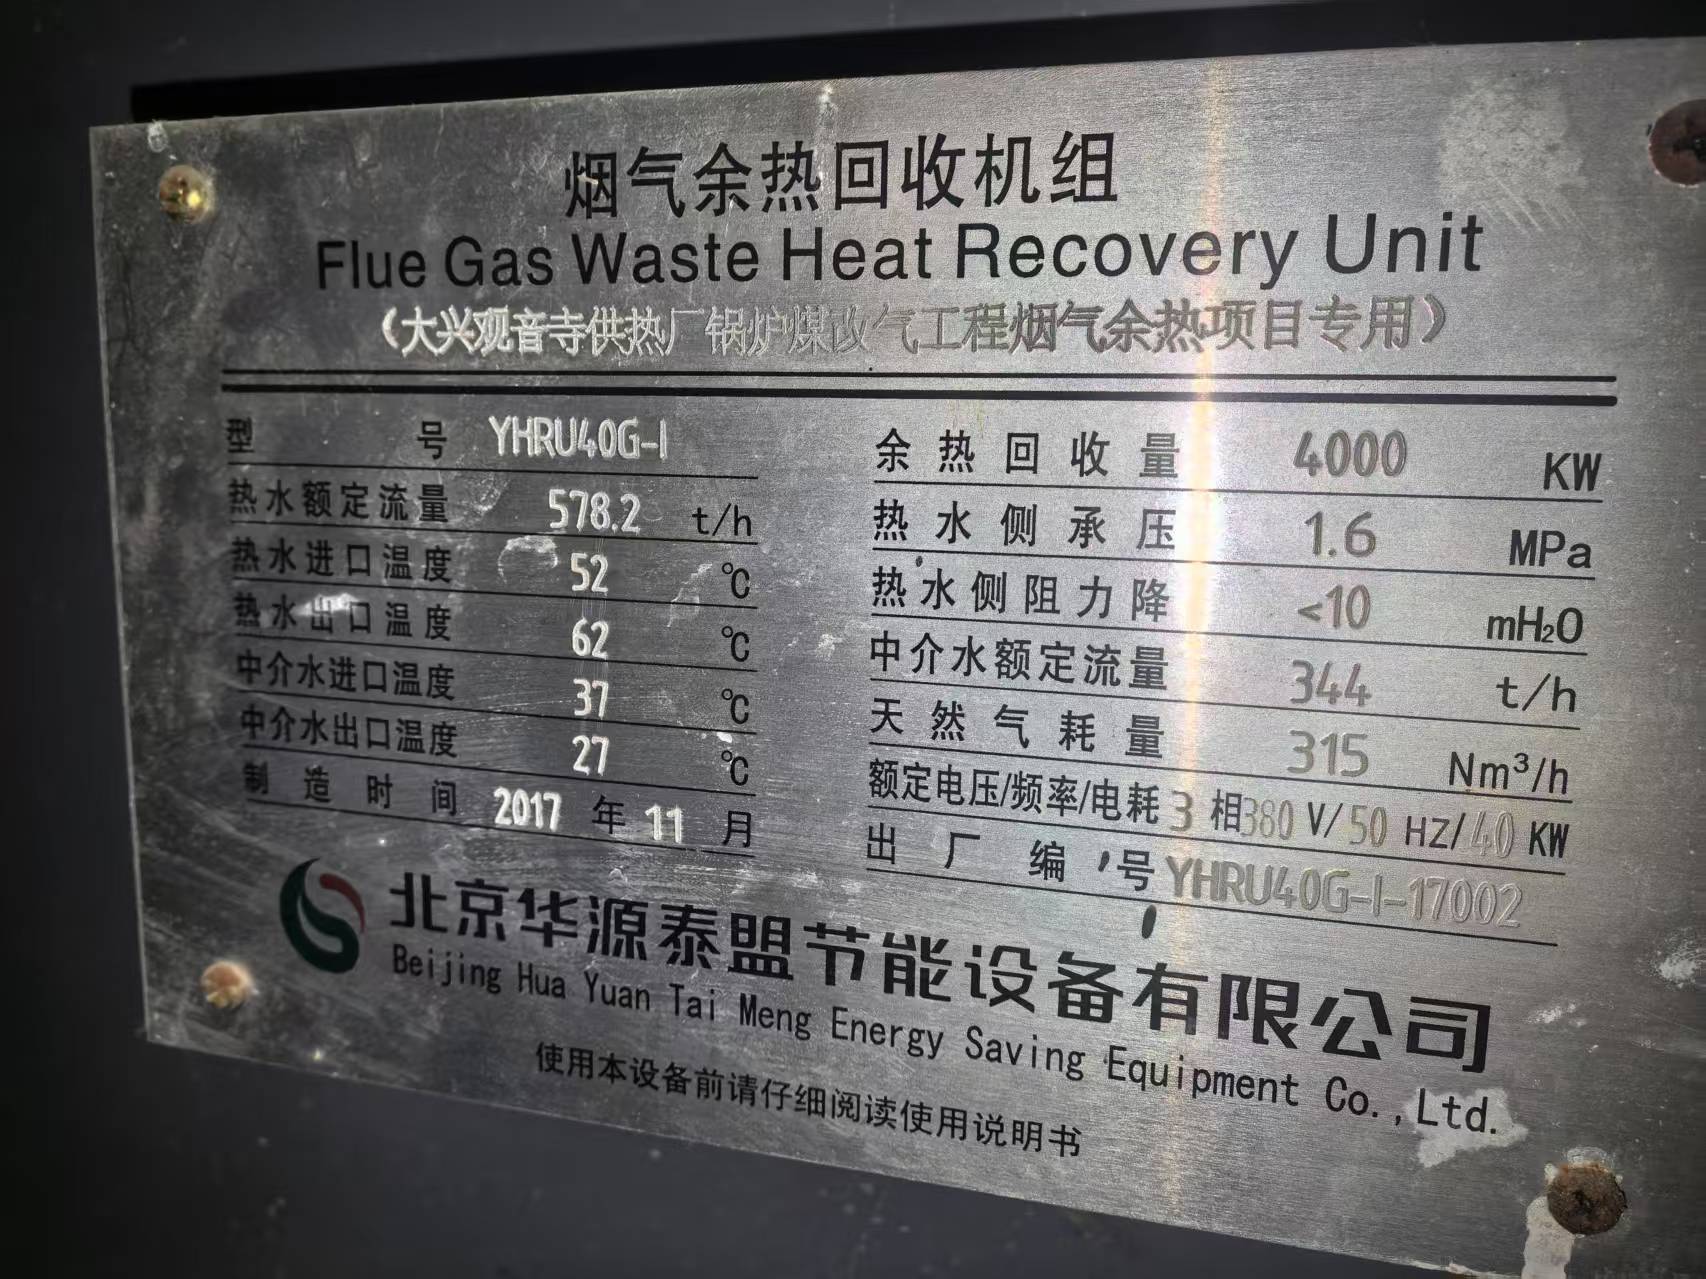 烟气余热回收机组
Flue Gas Waste Heat Recovery Unit
（大兴观音寺供热厂锅炉煤改气工程烟气余热项目专用）
型号 YHRU40G-I
热水额定流量 578.2 t/h
热水进口温度 52 ℃
热水出口温度 62 ℃
中介水进口温度 37 ℃
中介水出口温度 27 ℃
制造时间 2017 年 11 月
余热回收量 4000 KW
热水侧承压 1.6 MPa
热水侧阻力降 <10 mH₂O
中介水额定流量 344 t/h
天然气耗量 315 Nm³/h
额定电压/频率/电耗 3 相380 V/50 HZ/40 KW
出厂编号 YHRU40G-I-17002
北京华源泰盟节能设备有限公司
Beijing Hua Yuan Tai Meng Energy Saving Equipment Co.,Ltd.
使用本设备前请仔细阅读使用说明书